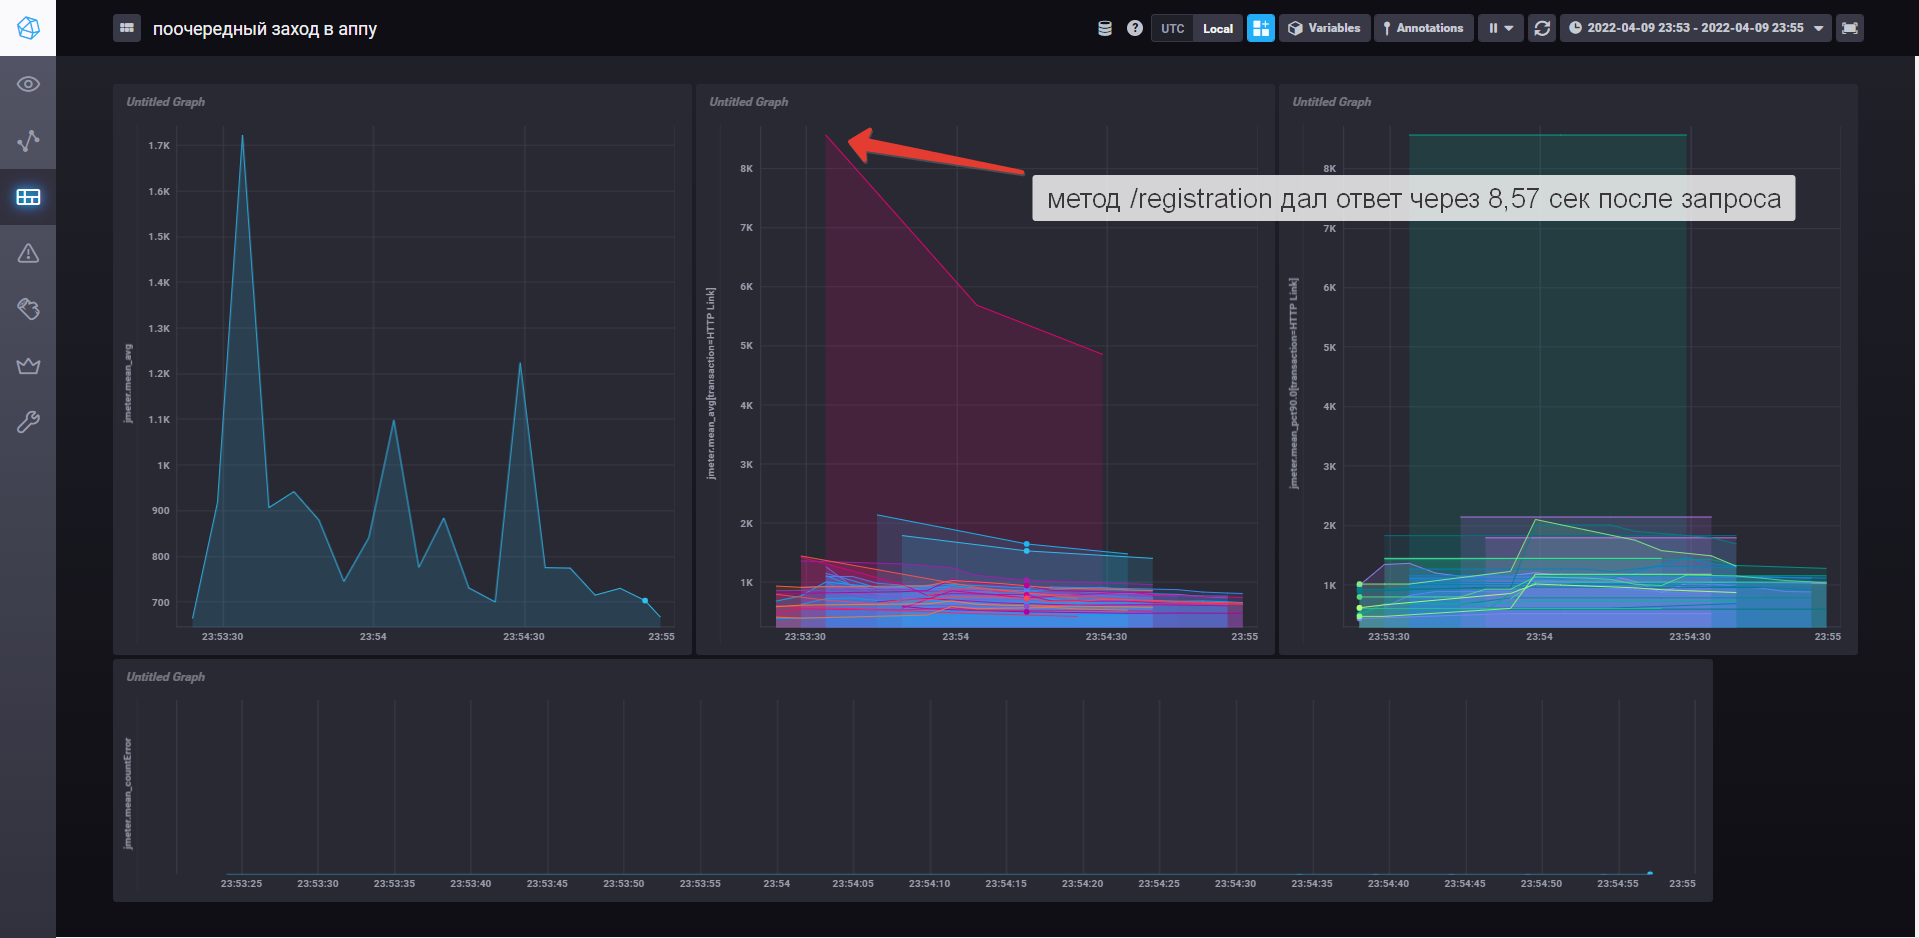 поочередный заход в аппу
UTC
Local
Variables
Annotations
2022-04-09 23:53 - 2022-04-09 23:55
Untitled Graph
jmeter.mean_avg
1.7K
1.6K
1.5K
1.4K
1.3K
1.2K
1.1K
1K
900
800
700
23:53:30
23:54
23:54:30
23:55
Untitled Graph
jmeter.mean_avg[transaction=HTTP Link]
8K
7K
6K
5K
4K
3K
2K
1K
23:53:30
23:54
23:54:30
23:55
метод /registration дал ответ через 8,57 сек после запроса
Untitled Graph
jmeter.mean_pct90.0[transaction=HTTP Link]
8K
7K
6K
5K
4K
3K
2K
1K
23:53:30
23:54
23:54:30
23:55
Untitled Graph
jmeter.mean_countError
23:53:25
23:53:30
23:53:35
23:53:40
23:53:45
23:53:50
23:53:55
23:54
23:54:05
23:54:10
23:54:15
23:54:20
23:54:25
23:54:30
23:54:35
23:54:40
23:54:45
23:54:50
23:54:55
23:55